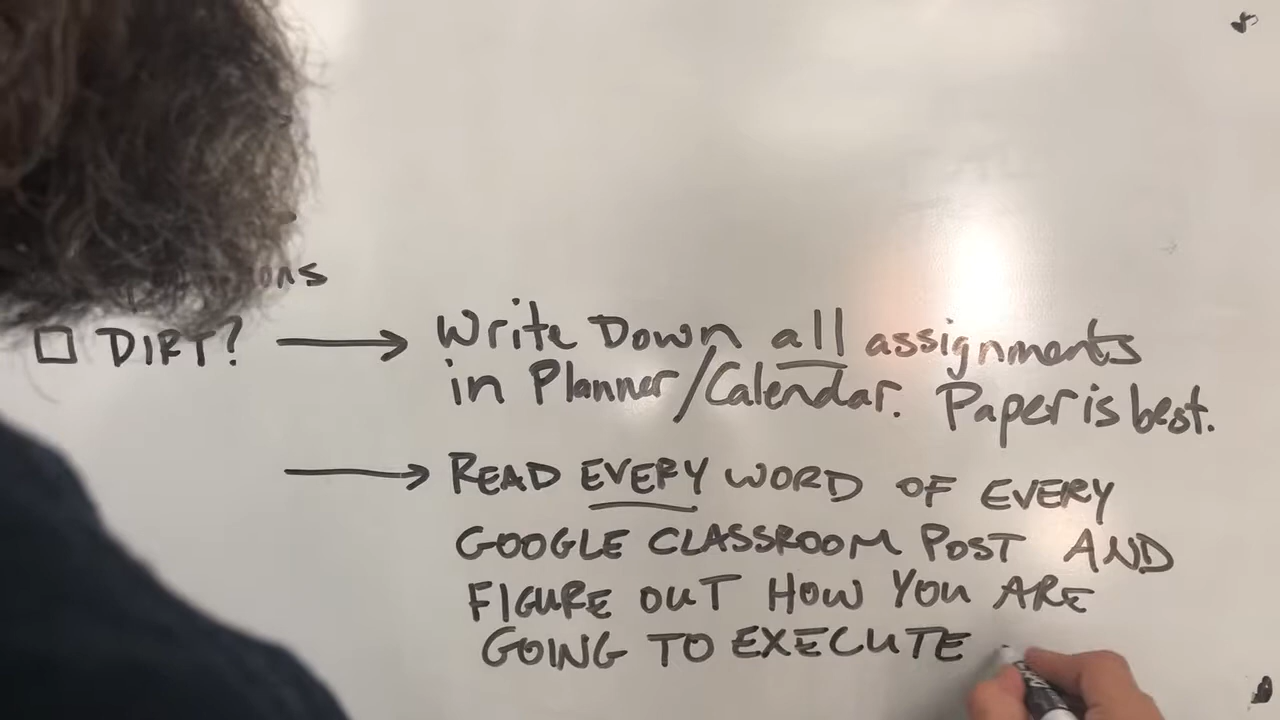 □ DIRT? → Write Down all assignments
in Planner/Calendar. Paper is best.
→ READ EVERY WORD OF EVERY
GOOGLE CLASSROOM POST AND
FIGURE OUT HOW YOU ARE
GOING TO EXECUTE